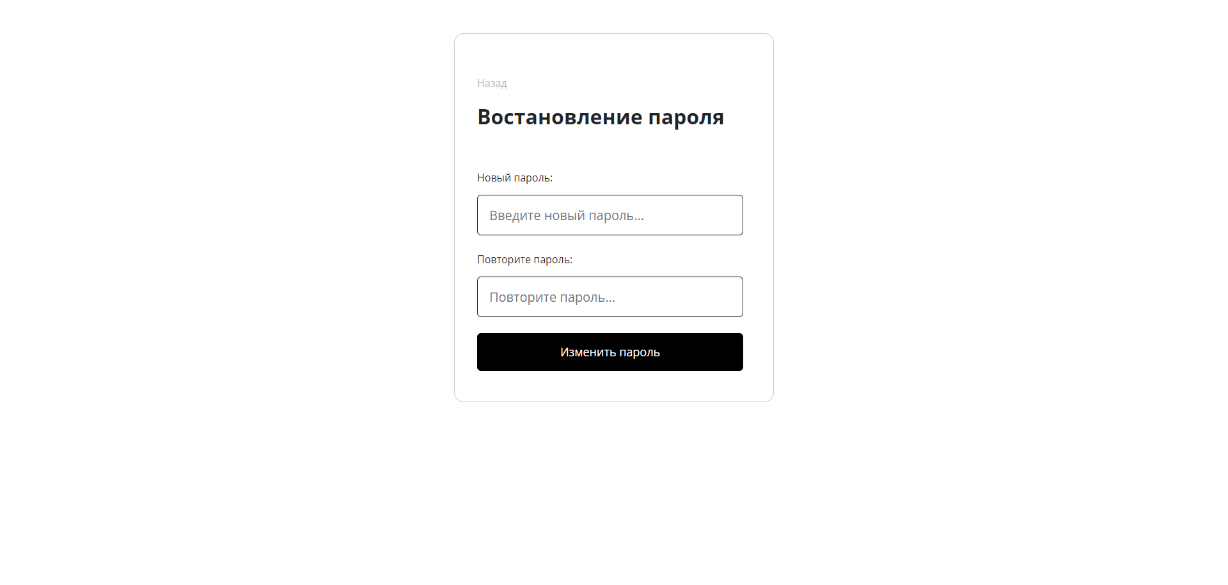 Назад
Востановление пароля
Новый пароль:
Введите новый пароль...
Повторите пароль:
Повторите пароль...
Изменить пароль